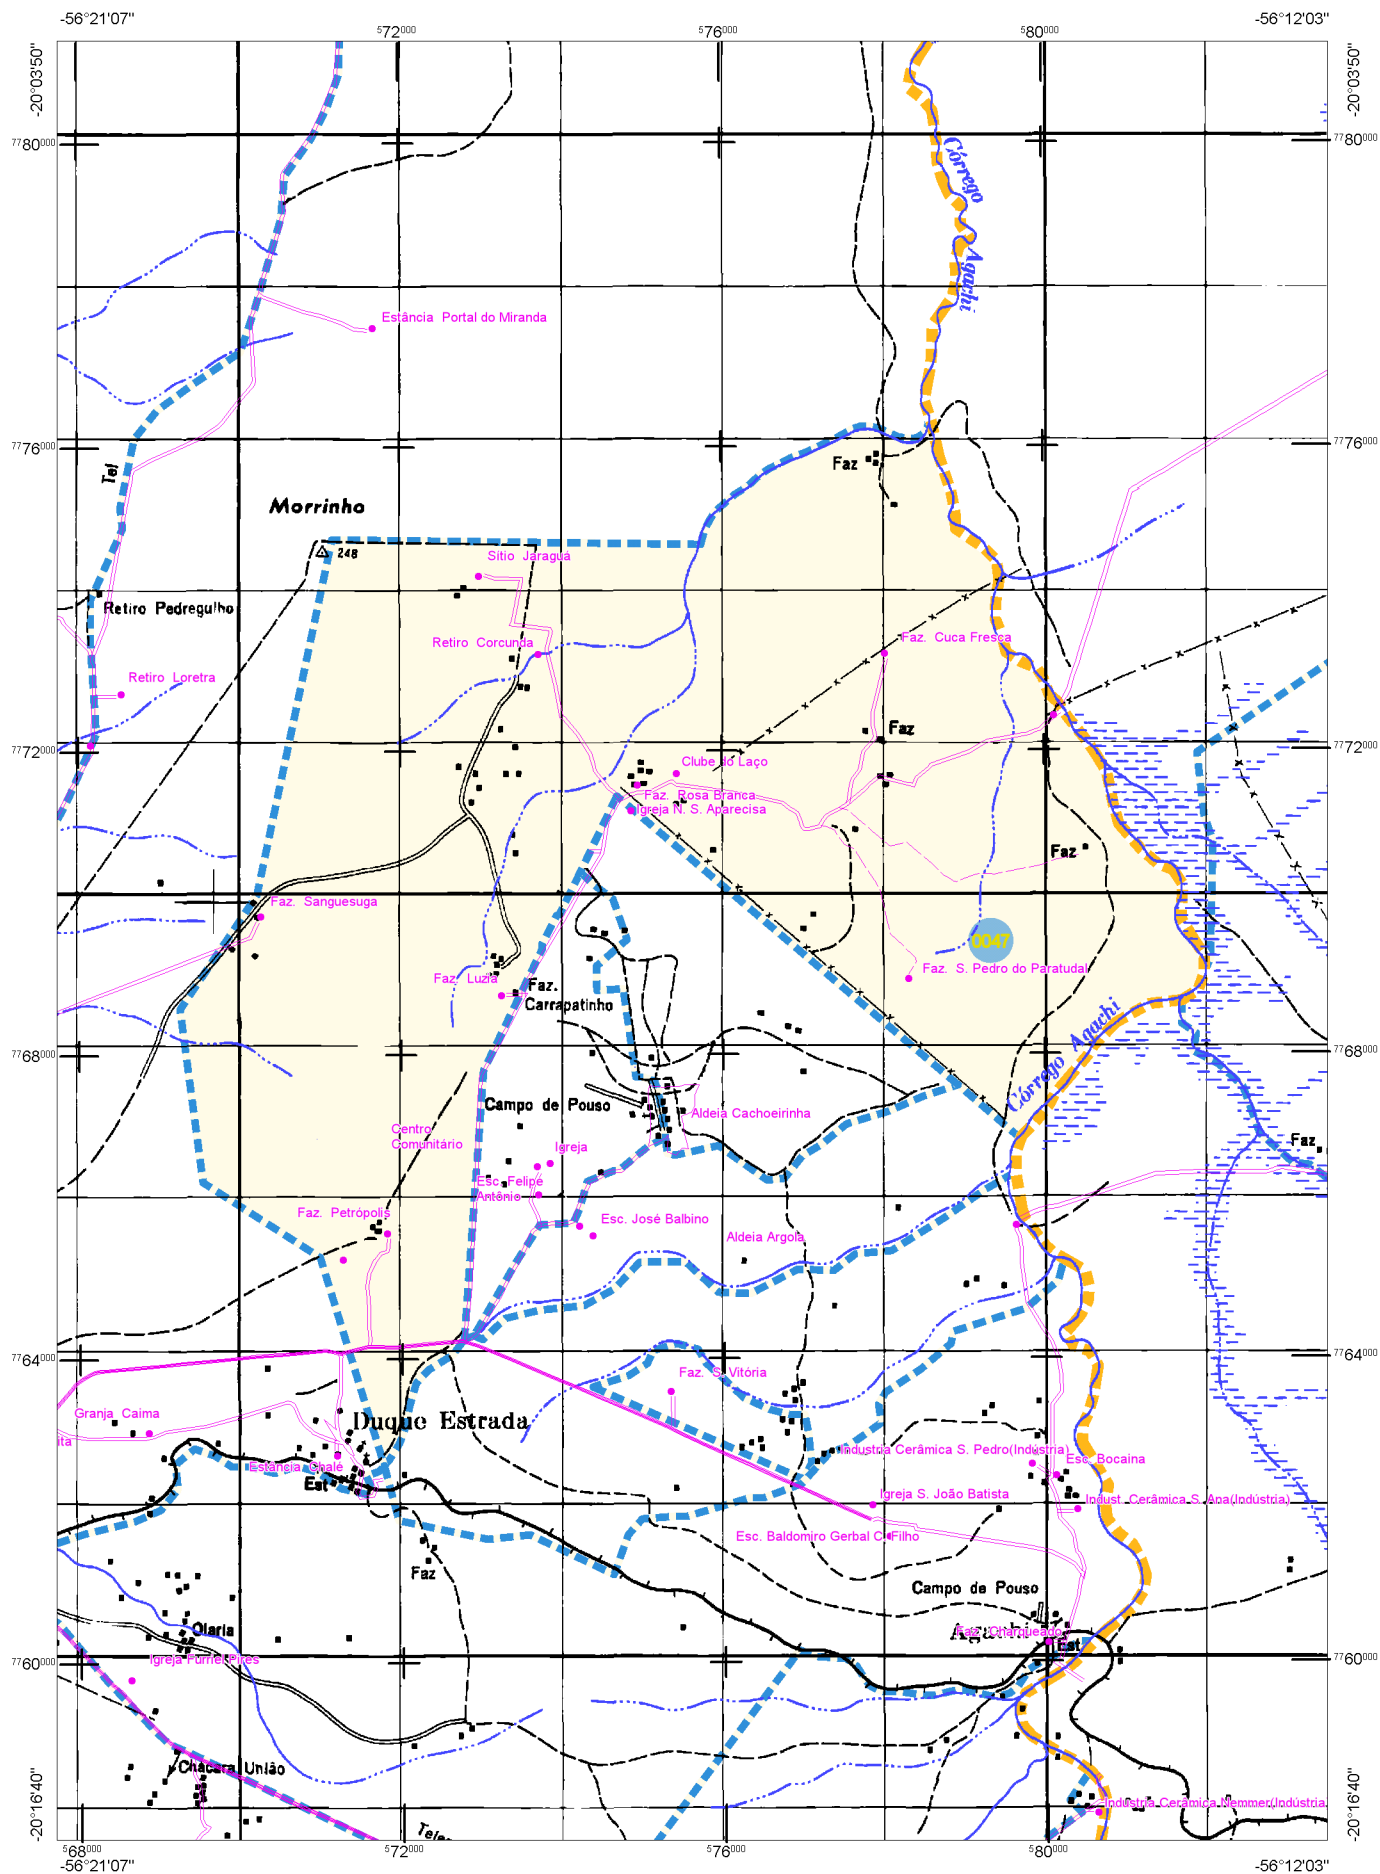 -56°21'07"
-56°12'03"
572000
576000
580000
-20°03'50"
-20°03'50"
7780000
7780000
Córrego
Agachi
Estância Portal do Miranda
7776000
7776000
Faz
Tel
Morrinho
248
Sítio Jaraguá
Retiro Pedregulho
Retiro Corcunda
Faz. Cuca Fresca
Retiro Loretra
Faz
7772000
7772000
Clube do Laço
Faz. Rosa Branca
Igreja N. S. Aparecisa
Faz
Faz. Sanguesuga
0047
Faz. S. Pedro do Paratudal
Faz. Luzia
Faz.
Carrapatinho
Córrego Agachi
7768000
7768000
Campo de Pouso
Aldeia Cachoeirinha
Centro
Comunitário
Igreja
Faz
Esc. Felipe
Antônio
Faz. Petrópolis
Esc. José Balbino
Aldeia Argola
7764000
7764000
Faz. S. Vitória
Granja Caima
Duque Estrada
ita
Industria Cerâmica S. Pedro(Indústria)
Esc. Bocaina
Estância Chalé
Est
Igreja S. João Batista
Indust. Cerâmica S. Ana(Indústria)
Esc. Baldomiro Gerbal C. Filho
Faz
Campo de Pouso
Olaria
Agachi
Faz. Charqueado
Est
Igreja Furnel Pires
7760000
7760000
Chácara União
Indústria Cerâmica Nemmer(Indústria
-20°16'40"
-20°16'40"
568000
572000
576000
580000
-56°21'07"
-56°12'03"